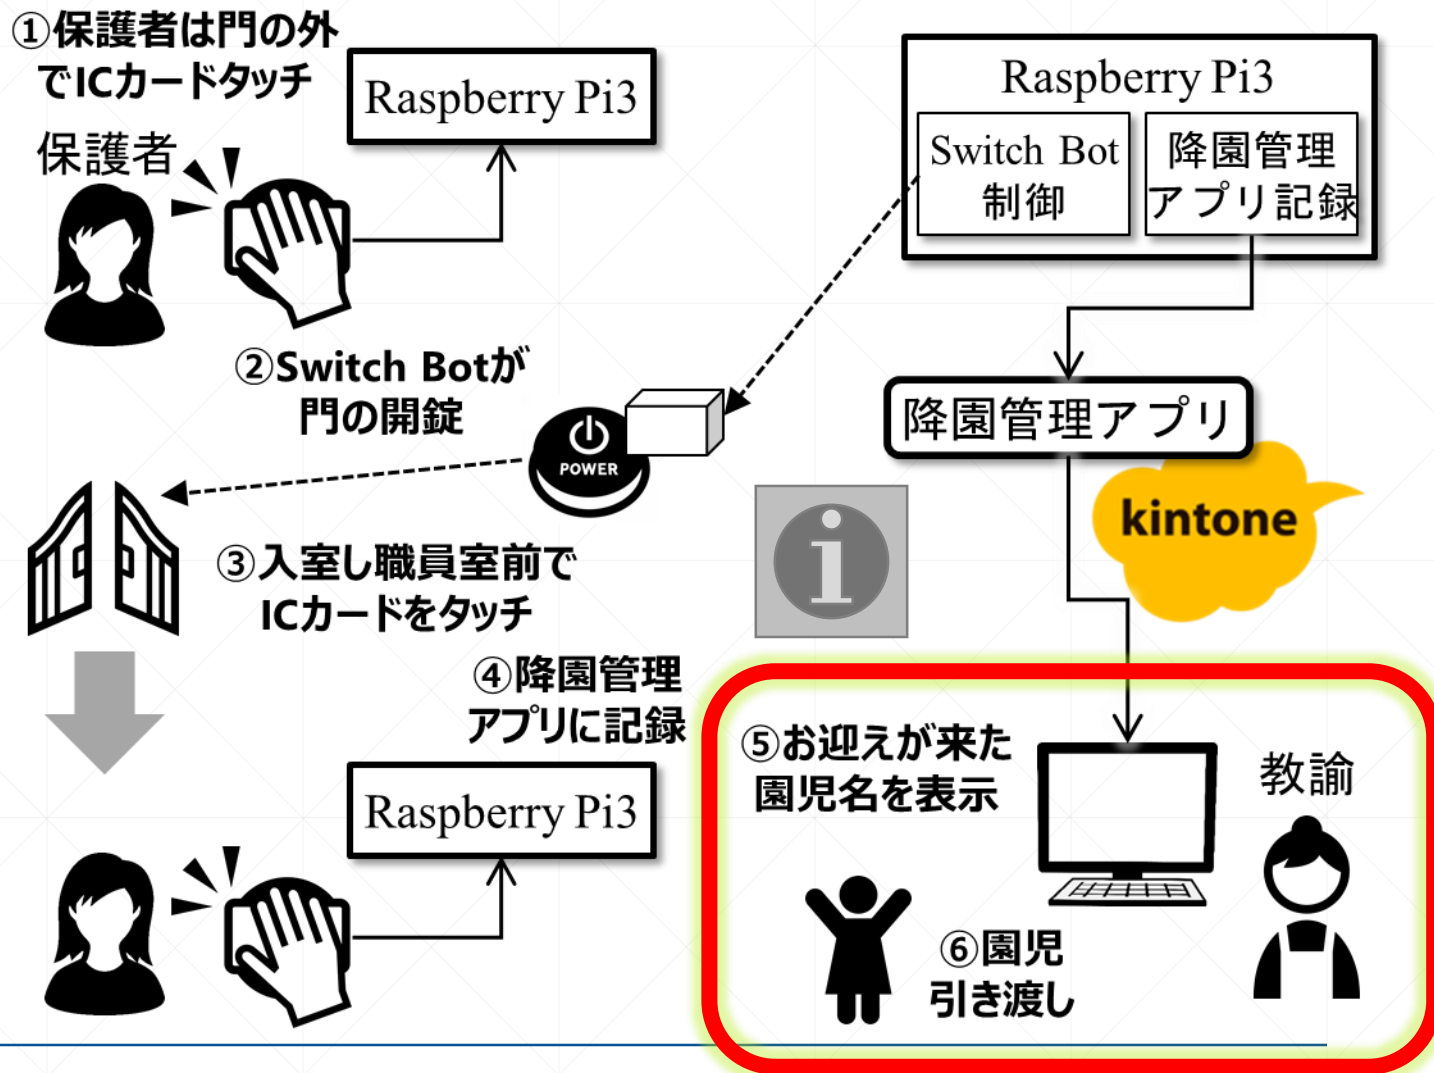 ①保護者は門の外
でICカードタッチ
保護者
Raspberry Pi3
Raspberry Pi3
Switch Bot
制御
降園管理
アプリ記録
②Switch Botが
門の開錠
POWER
降園管理アプリ
kintone
③入室し職員室前で
ICカードをタッチ
i
④降園管理
アプリに記録
Raspberry Pi3
⑤お迎えが来た
園児名を表示
教諭
⑥園児
引き渡し